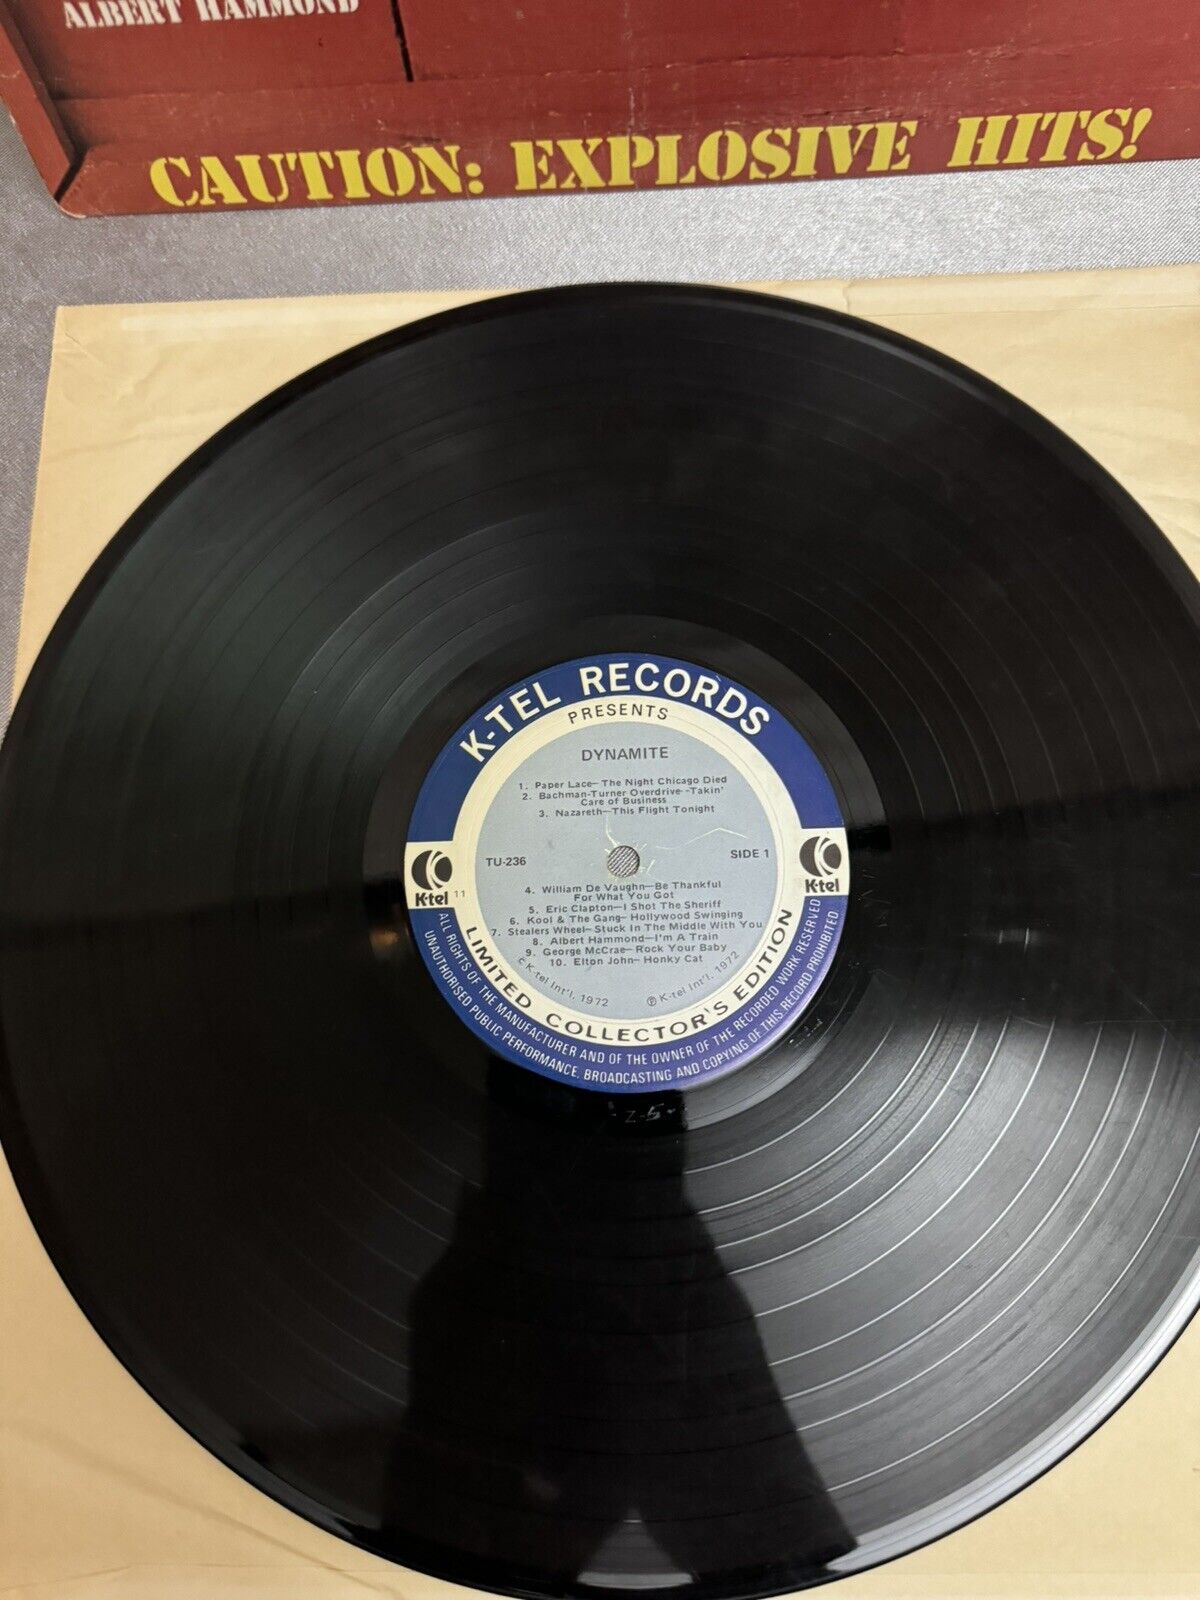 ALBERT HAMMOND
CAUTION: EXPLOSIVE HITS!
K-TEL RECORDS
PRESENTS
DYNAMITE
1. Paper Lace—The Night Chicago Died
2. Bachman-Turner Overdrive—Takin'
Care of Business
3. Nazareth—This Flight Tonight
TU-236
SIDE 1
K-tel 11
K-tel
4. William De Vaughn—Be Thankful
For What You Got
5. Eric Clapton—I Shot The Sheriff
6. Kool & The Gang—Hollywood Swinging
7. Stealers Wheel—Stuck In The Middle With You
8. Albert Hammond—I'm A Train
9. George McCrae—Rock Your Baby
10. Elton John—Honky Cat
c K-tel Int'l, 1972
℗ K-tel Int'l, 1972
LIMITED COLLECTOR'S EDITION
ALL RIGHTS OF THE MANUFACTURER AND OF THE OWNER OF THE RECORDED WORK RESERVED
UNAUTHORISED PUBLIC PERFORMANCE, BROADCASTING AND COPYING OF THIS RECORD PROHIBITED